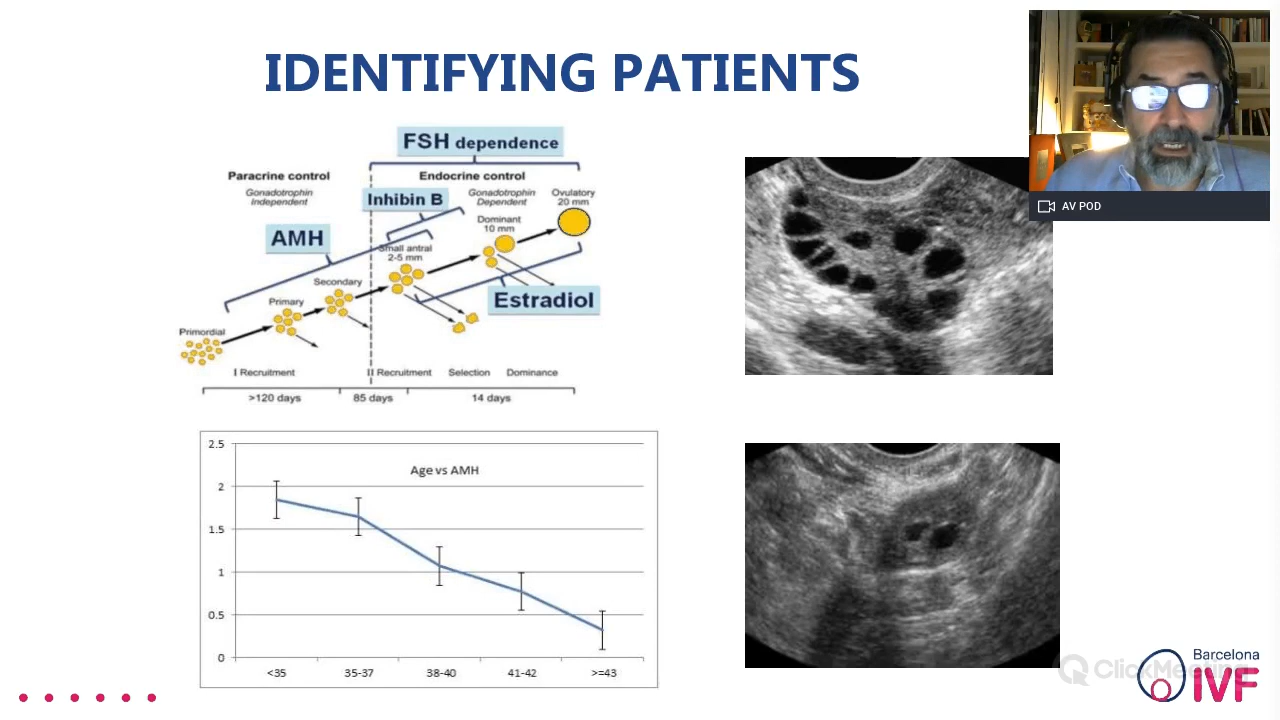 IDENTIFYING PATIENTS
AV POD
FSH dependence
Paracrine control
Endocrine control
Gonadotrophin
Independent
Inhibin B
Gonadotrophin
Dependent
Ovulatory
20 mm
Dominant
10 mm
AMH
Small antral
2-5 mm
Secondary
Estradiol
Primary
Primordial
I Recruitment
II Recruitment
Selection
Dominance
>120 days
85 days
14 days
Age vs AMH
2.5
2
1.5
1
0.5
0
<35
35-37
38-40
41-42
>=43
ClickMeeting
Barcelona
IVF